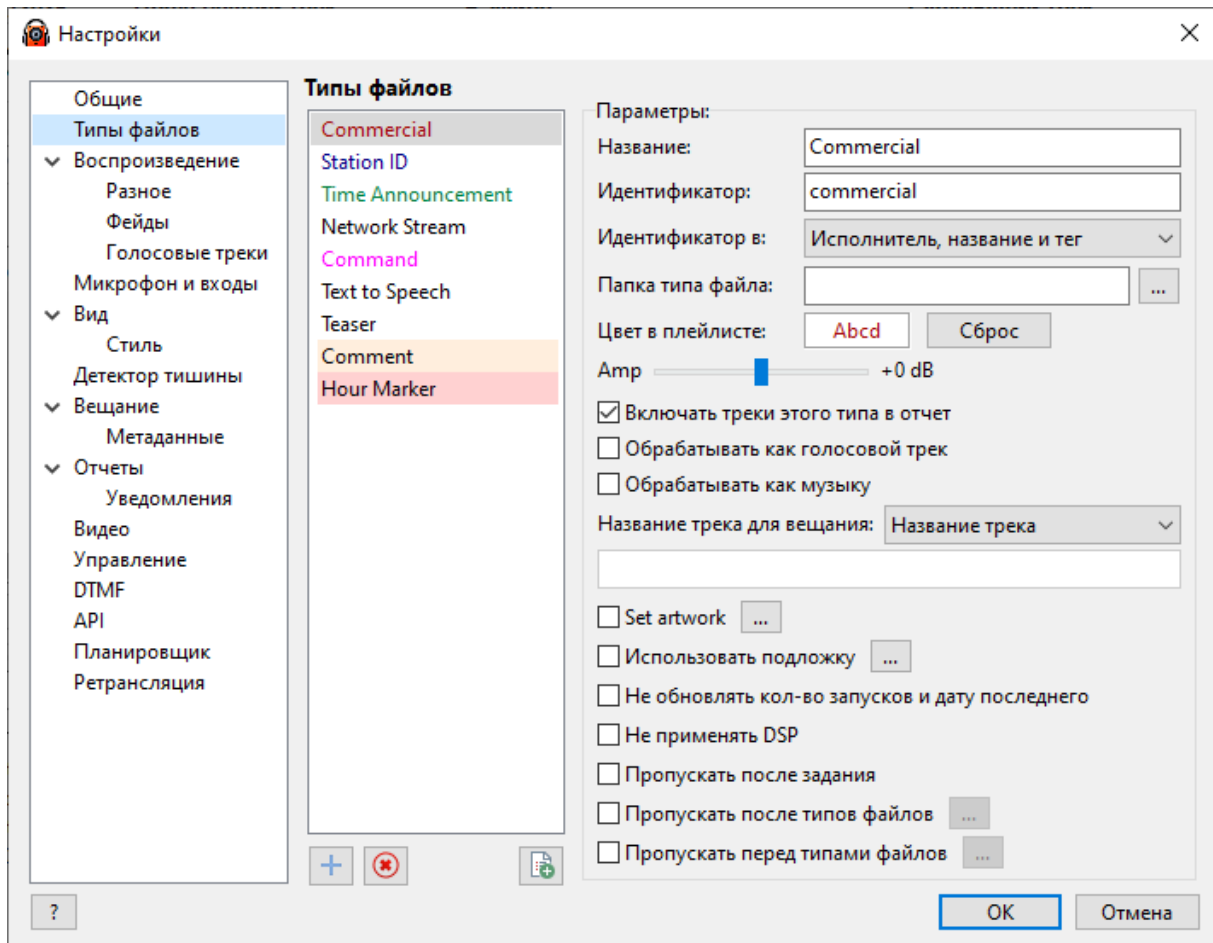 Настройки
Общие
Типы файлов
Воспроизведение
Разное
Фейды
Голосовые треки
Микрофон и входы
Вид
Стиль
Детектор тишины
Вещание
Метаданные
Отчеты
Уведомления
Видео
Управление
DTMF
API
Планировщик
Ретрансляция
Типы файлов
Commercial
Station ID
Time Announcement
Network Stream
Command
Text to Speech
Teaser
Comment
Hour Marker
Параметры:
Название: Commercial
Идентификатор: commercial
Идентификатор в: Исполнитель, название и тег
Папка типа файла: ...
Цвет в плейлисте: Abcd Сброс
Amp +0 dB
Включать треки этого типа в отчет
Обрабатывать как голосовой трек
Обрабатывать как музыку
Название трека для вещания: Название трека
Set artwork ...
Использовать подложку ...
Не обновлять кол-во запусков и дату последнего
Не применять DSP
Пропускать после задания
Пропускать после типов файлов ...
Пропускать перед типами файлов ...
? OK Отмена